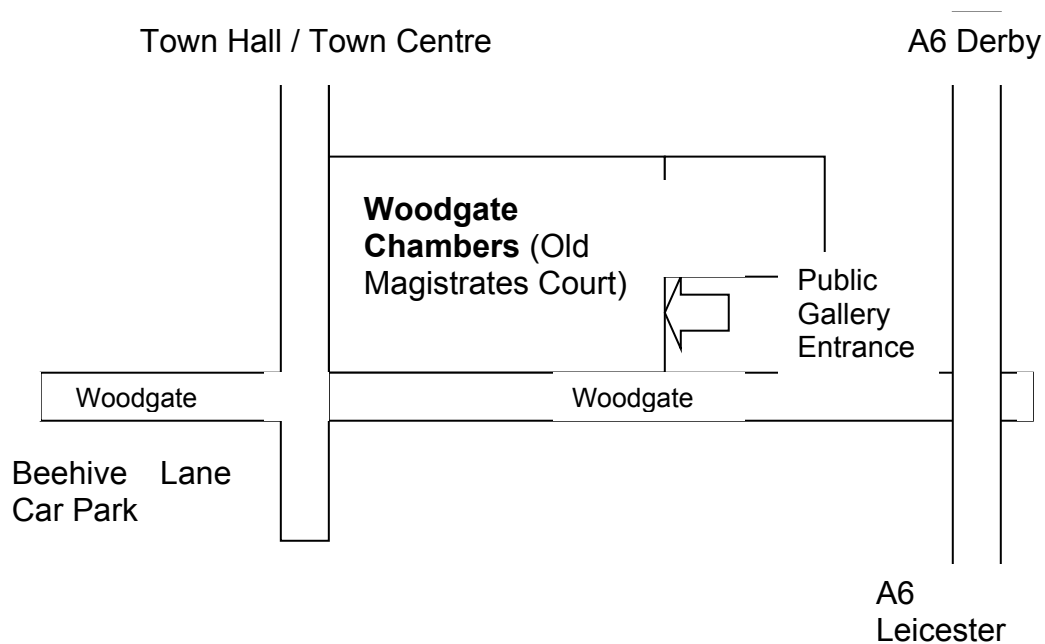 Town Hall / Town Centre
A6 Derby
Woodgate
Chambers (Old
Magistrates Court)
Public
Gallery
Entrance
Woodgate
Woodgate
Beehive Lane
Car Park
A6
Leicester